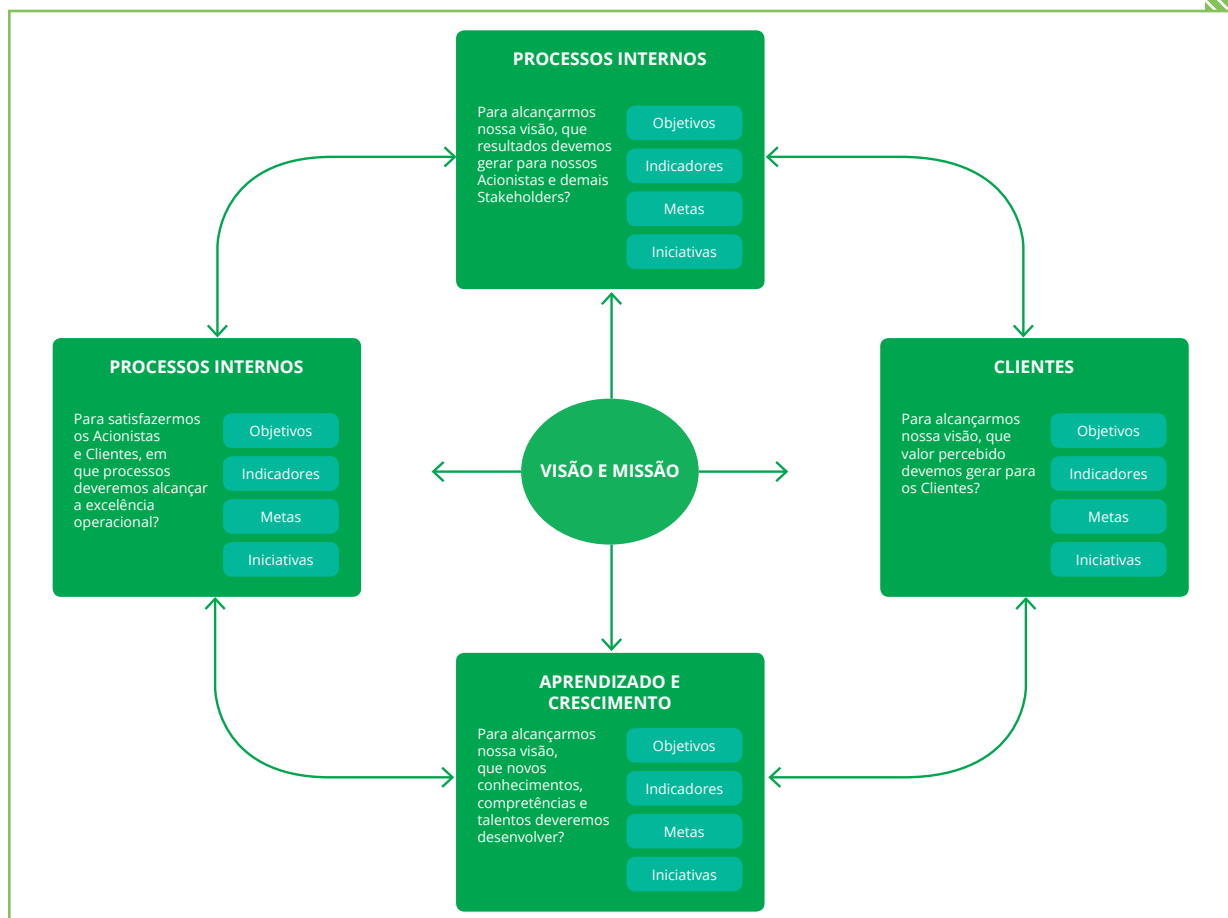 PROCESSOS INTERNOS
Para alcançarmos
nossa visão, que
resultados devemos
gerar para nossos
Acionistas e demais
Stakeholders?
Objetivos
Indicadores
Metas
Iniciativas
PROCESSOS INTERNOS
Para satisfazermos
os Acionistas
e Clientes, em
que processos
deveremos alcançar
a excelência
operacional?
Objetivos
Indicadores
Metas
Iniciativas
VISÃO E MISSÃO
CLIENTES
Para alcançarmos
nossa visão, que
valor percebido
devemos gerar para
os Clientes?
Objetivos
Indicadores
Metas
Iniciativas
APRENDIZADO E
CRESCIMENTO
Para alcançarmos
nossa visão,
que novos
conhecimentos,
compretências e
talentos deveremos
desenvolver?
Objetivos
Indicadores
Metas
Iniciativas